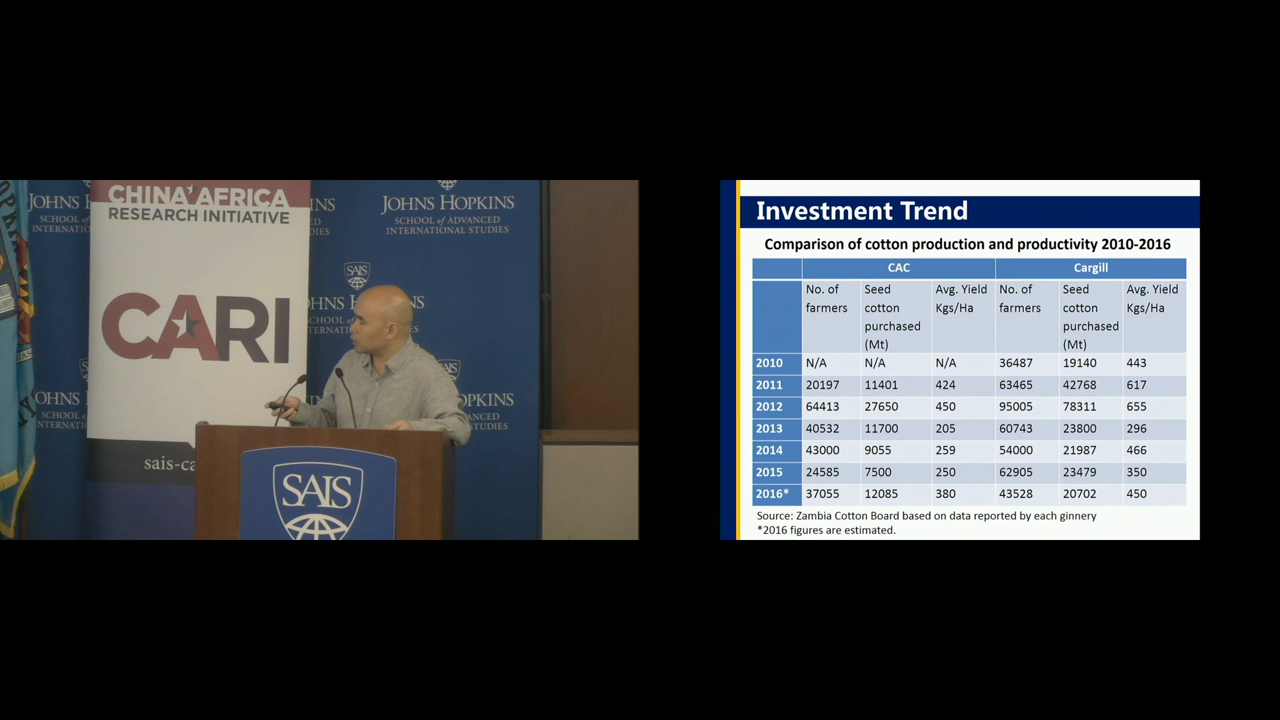 CHINA AFRICA
RESEARCH INITIATIVE
CARI
sais-ca
JOHNS HOPKINS
SCHOOL of ADVANCED
INTERNATIONAL STUDIES
SAIS
SAIS
Investment Trend
Comparison of cotton production and productivity 2010-2016
CAC Cargill
No. of farmers Seed cotton purchased (Mt) Avg. Yield Kgs/Ha No. of farmers Seed cotton purchased (Mt) Avg. Yield Kgs/Ha
2010 N/A N/A N/A 36487 19140 443
2011 20197 11401 424 63465 42768 617
2012 64413 27650 450 95005 78311 655
2013 40532 11700 205 60743 23800 296
2014 43000 9055 259 54000 21987 466
2015 24585 7500 250 62905 23479 350
2016* 37055 12085 380 43528 20702 450
Source: Zambia Cotton Board based on data reported by each ginnery
*2016 figures are estimated.